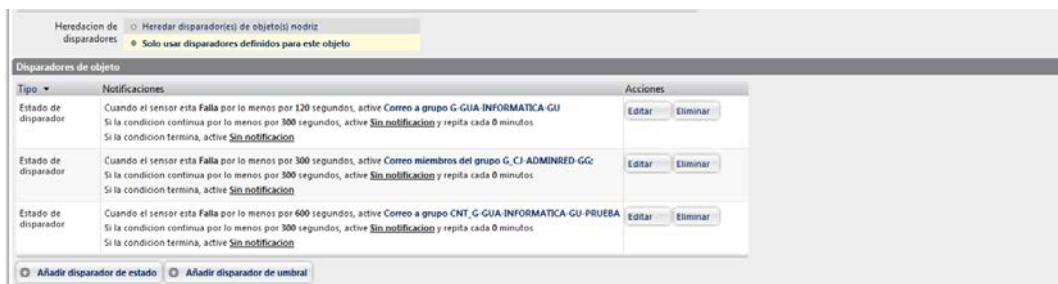 Heredacion de disparadores
Heredar disparador(es) de objeto(s) nodriz
Solo usar disparadores definidos para este objeto
Disparadores de objeto
Tipo Notificaciones Acciones
Estado de disparador
Cuando el sensor esta Falla por lo menos por 120 segundos, active Correo a grupo G-GUA-INFORMATICA-GU
Si la condicion continua por lo menos por 300 segundos, active Sin notificacion y repita cada 0 minutos
Si la condicion termina, active Sin notificacion
Editar Eliminar
Estado de disparador
Cuando el sensor esta Falla por lo menos por 300 segundos, active Correo miembros del grupo G_CJ-ADMINRED-GG;
Si la condicion continua por lo menos por 300 segundos, active Sin notificacion y repita cada 0 minutos
Si la condicion termina, active Sin notificacion
Editar Eliminar
Estado de disparador
Cuando el sensor esta Falla por lo menos por 600 segundos, active Correo a grupo CNT_G-GUA-INFORMATICA-GU-PRUEBA
Si la condicion continua por lo menos por 300 segundos, active Sin notificacion y repita cada 0 minutos
Si la condicion termina, active Sin notificacion
Editar Eliminar
Añadir disparador de estado Añadir disparador de umbral